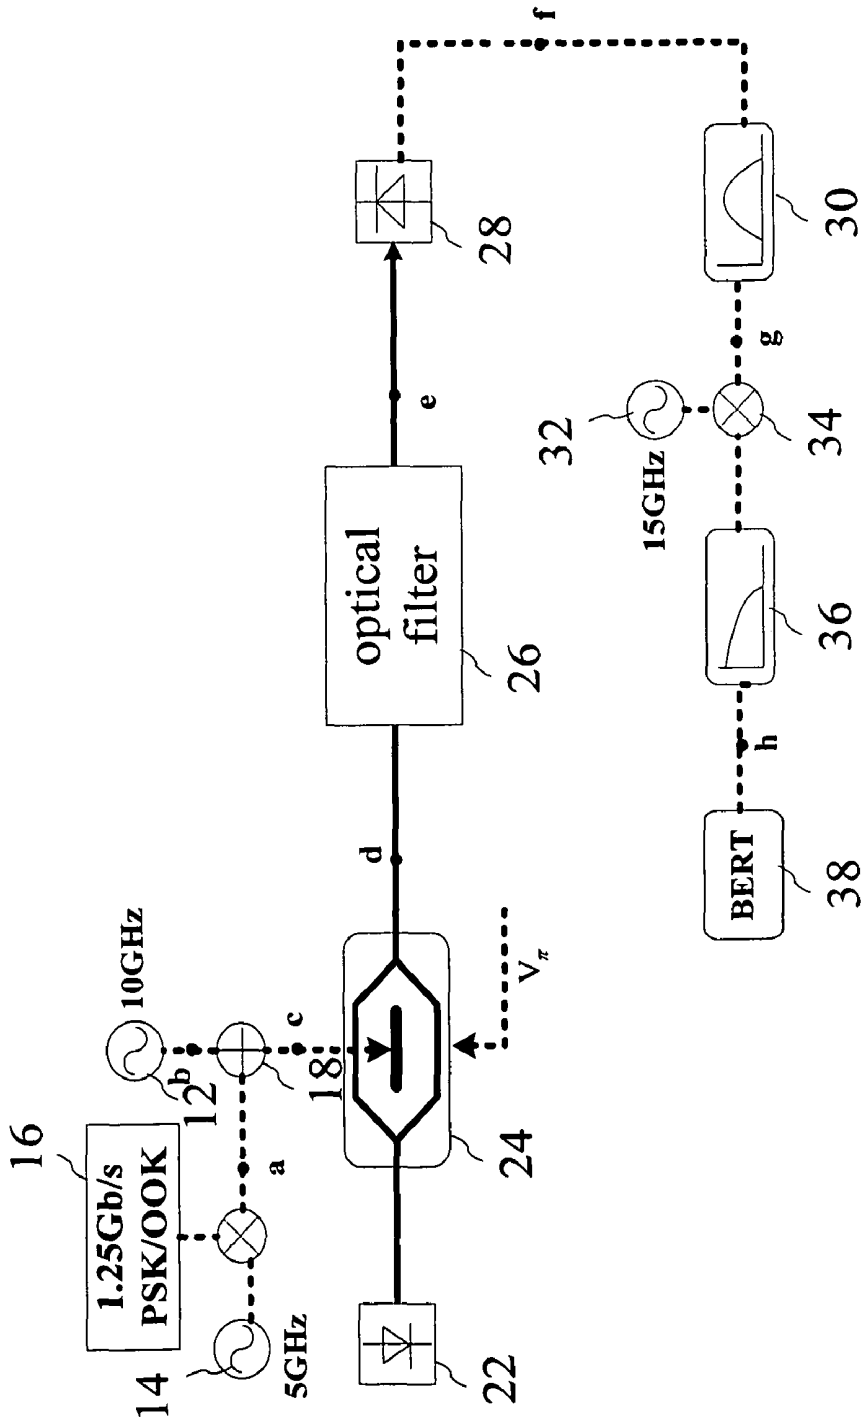 16
1.25Gb/s
PSK/OOK
14
5GHz
10GHz
12
b
a
18
c
22
24
Vπ
d
optical
filter
26
e
28
f
30
g
32
15GHz
34
36
h
BERT
38